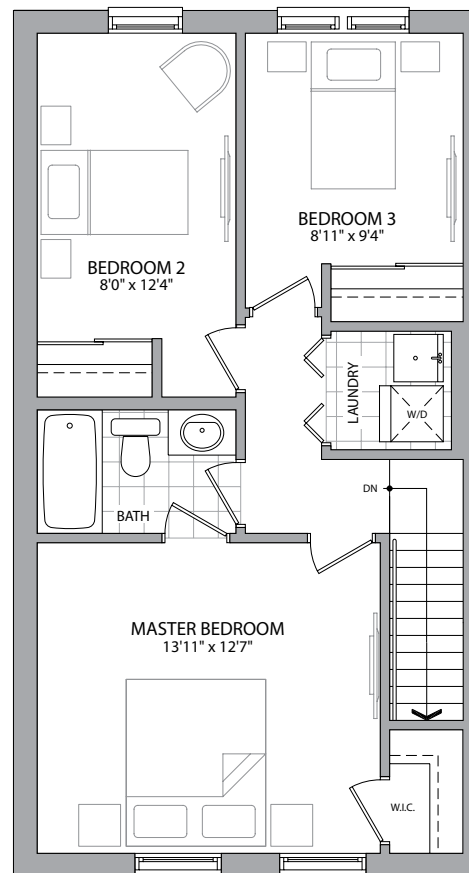 BEDROOM 3
8'11" x 9'4"
BEDROOM 2
8'0" x 12'4"
LAUNDRY
W/D
DN
BATH
MASTER BEDROOM
13'11" x 12'7"
W.I.C.